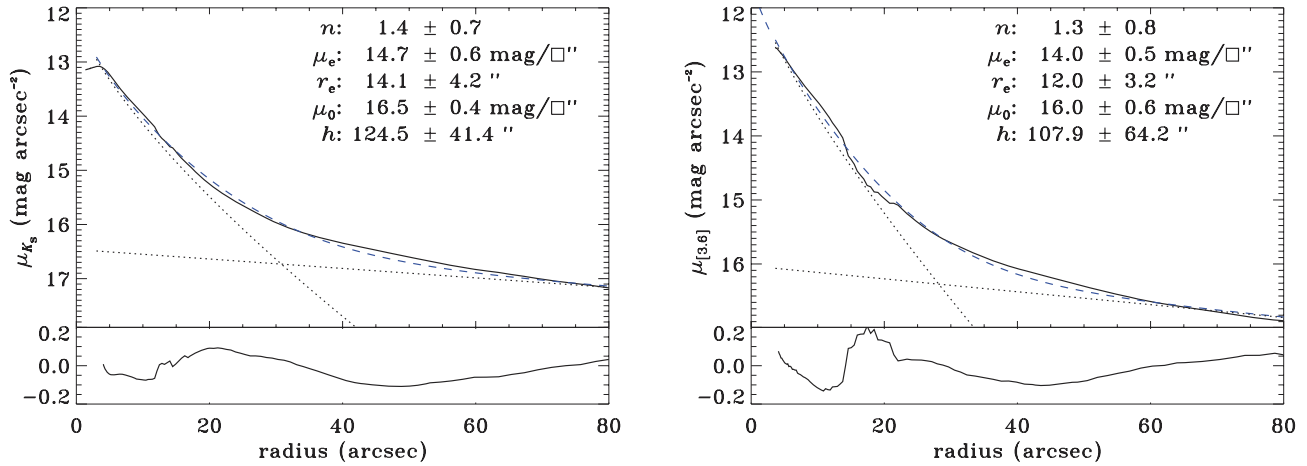 12
13
14
15
16
17
μKs (mag arcsec⁻²)
n: 1.4 ± 0.7
μe: 14.7 ± 0.6 mag/□"
re: 14.1 ± 4.2 "
μ0: 16.5 ± 0.4 mag/□"
h: 124.5 ± 41.4 "
0.2
0.0
−0.2
0 20 40 60 80
radius (arcsec)
12
13
14
15
16
μ[3.6] (mag arcsec⁻²)
n: 1.3 ± 0.8
μe: 14.0 ± 0.5 mag/□"
re: 12.0 ± 3.2 "
μ0: 16.0 ± 0.6 mag/□"
h: 107.9 ± 64.2 "
0.2
0.0
−0.2
0 20 40 60 80
radius (arcsec)